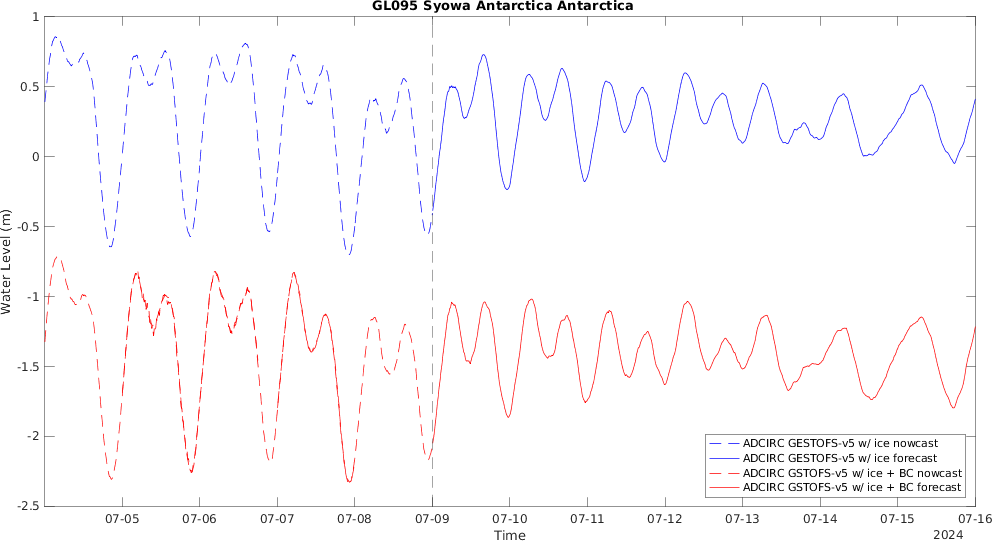 GL095 Syowa Antarctica Antarctica
1
0.5
0
-0.5
-1
-1.5
-2
-2.5
Water Level (m)
07-05 07-06 07-07 07-08 07-09 07-10 07-11 07-12 07-13 07-14 07-15 07-16
Time
2024
ADCIRC GESTOFS-v5 w/ ice nowcast
ADCIRC GESTOFS-v5 w/ ice forecast
ADCIRC GSTOFS-v5 w/ ice + BC nowcast
ADCIRC GSTOFS-v5 w/ ice + BC forecast